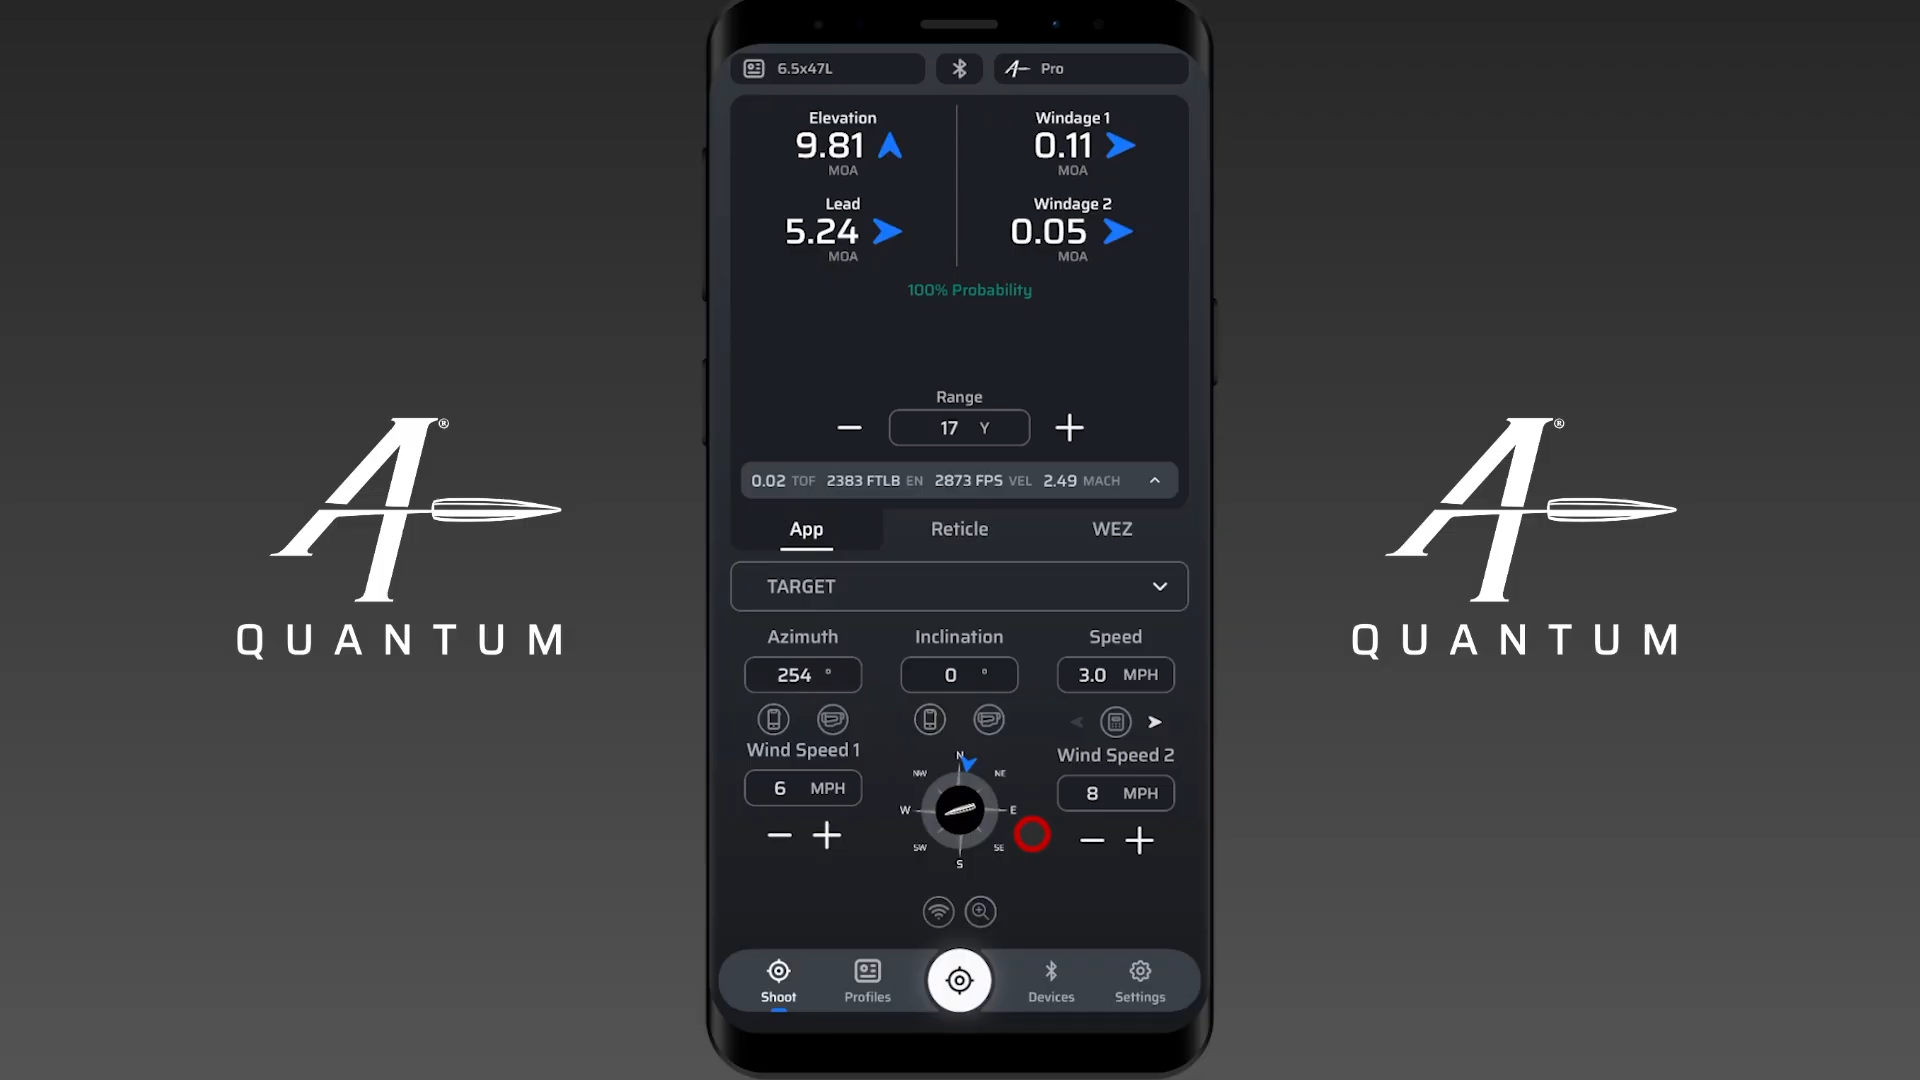 6.5x47L
Pro
Elevation
9.81
MOA
Windage 1
0.11
MOA
Lead
5.24
MOA
Windage 2
0.05
MOA
100% Probability
Range
17 Y
0.02 TOF 2383 FTLB EN 2873 FPS VEL 2.49 MACH
App Reticle WEZ
TARGET
Azimuth Inclination Speed
254 ° 0 ° 3.0 MPH
Wind Speed 1
6 MPH
N
NW NE
W E
SW SE
S
Wind Speed 2
8 MPH
Shoot Profiles Devices Settings
A®
QUANTUM
A®
QUANTUM